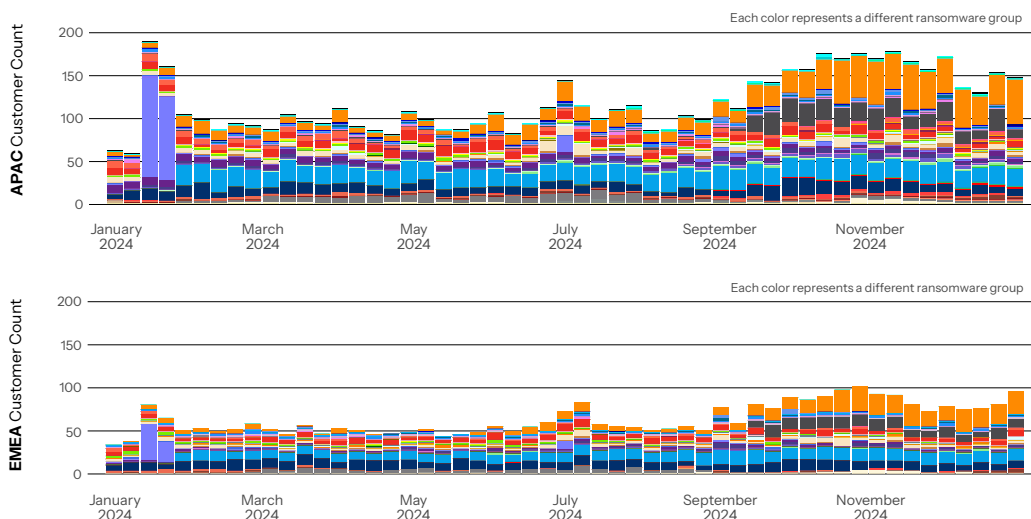 Each color represents a different ransomware group
APAC Customer Count
200
150
100
50
0
January
2024
March
2024
May
2024
July
2024
September
2024
November
2024
Each color represents a different ransomware group
EMEA Customer Count
200
150
100
50
0
January
2024
March
2024
May
2024
July
2024
September
2024
November
2024